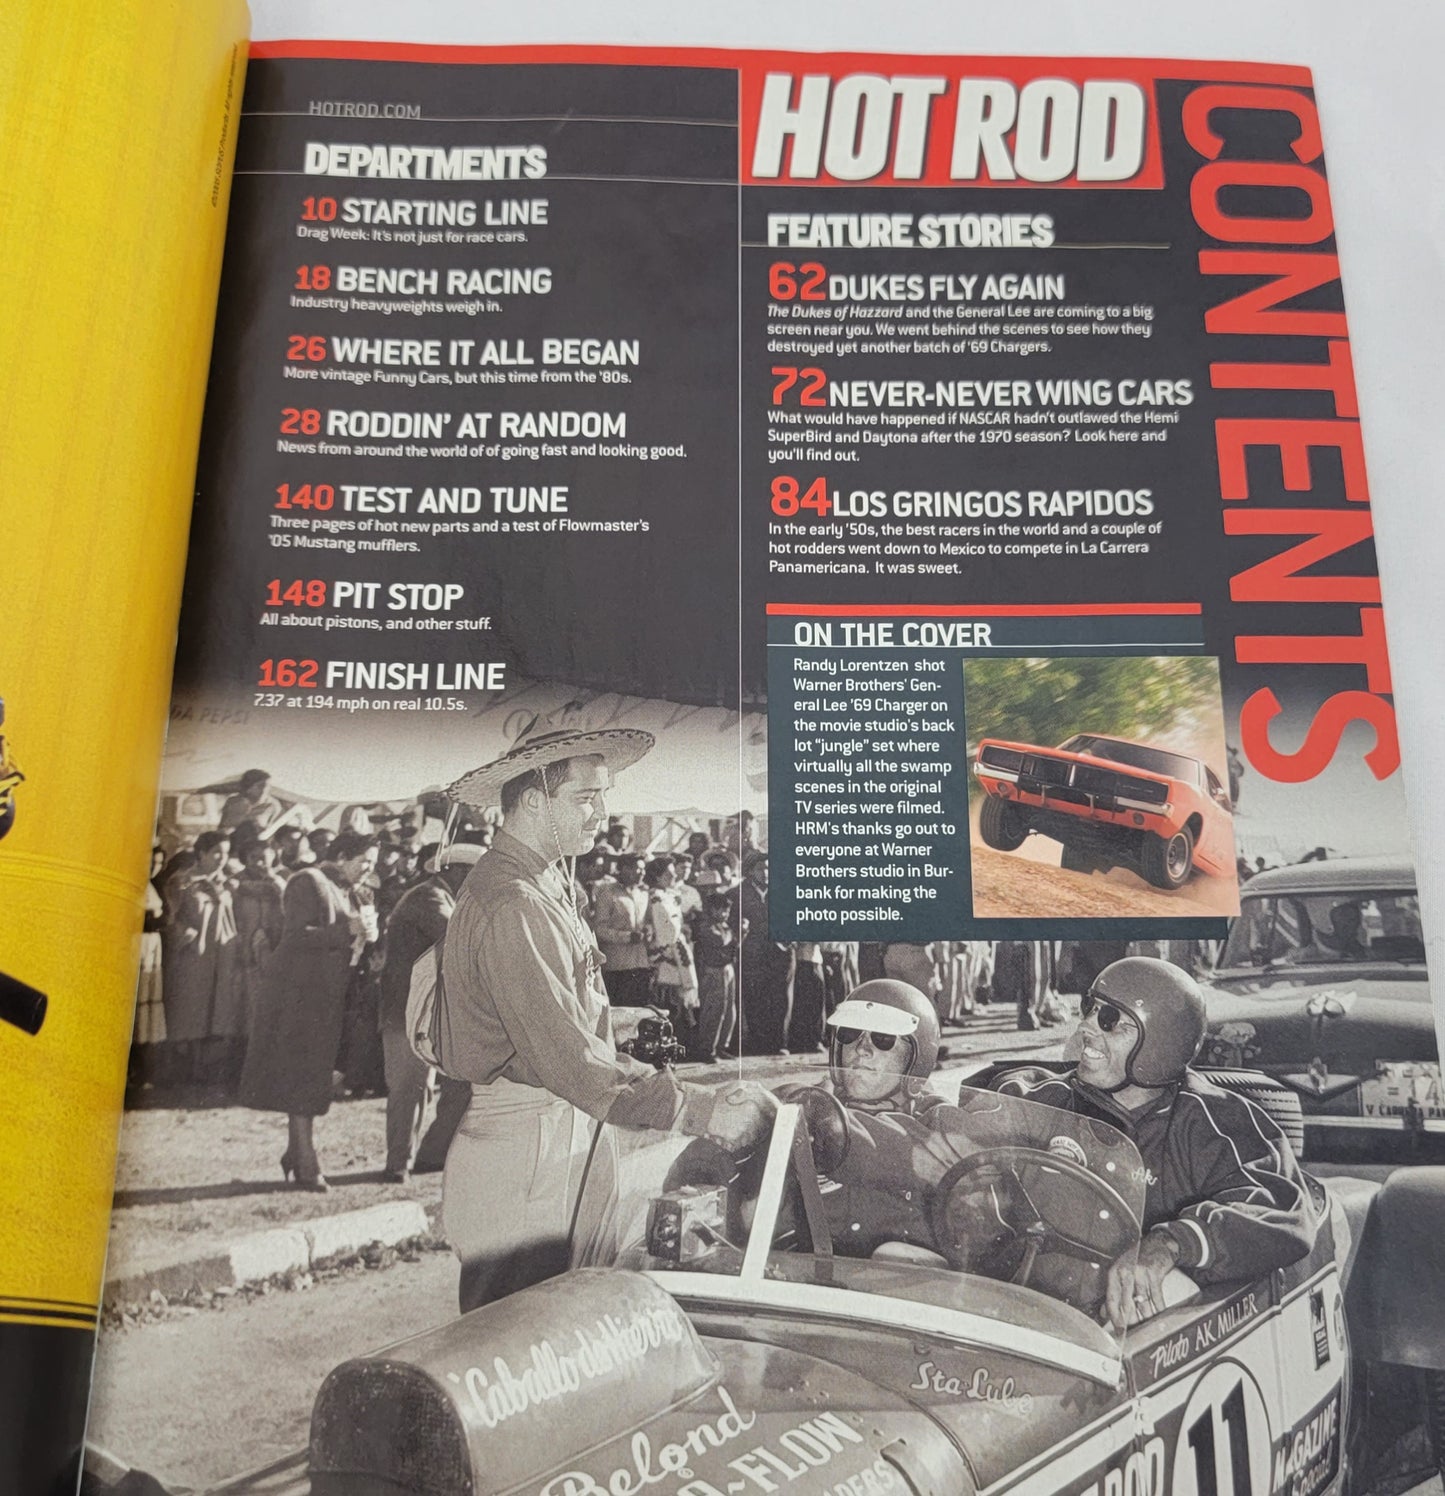 HOTROD.COM
DEPARTMENTS
10 STARTING LINE
Drag Week: It's not just for race cars.
18 BENCH RACING
Industry heavyweights weigh in.
26 WHERE IT ALL BEGAN
More vintage Funny Cars, but this time from the '80s.
28 RODDIN' AT RANDOM
News from around the world of of going fast and looking good.
140 TEST AND TUNE
Three pages of hot new parts and a test of Flowmaster's
'05 Mustang mufflers.
148 PIT STOP
All about pistons, and other stuff.
162 FINISH LINE
7.37 at 194 mph on real 10.5s.
HOT ROD
CONTENTS
FEATURE STORIES
62 DUKES FLY AGAIN
The Dukes of Hazzard and the General Lee are coming to a big
screen near you. We went behind the scenes to see how they
destroyed yet another batch of '69 Chargers.
72 NEVER-NEVER WING CARS
What would have happened if NASCAR hadn't outlawed the Hemi
SuperBird and Daytona after the 1970 season? Look here and
you'll find out.
84 LOS GRINGOS RAPIDOS
In the early '50s, the best racers in the world and a couple of
hot rodders went down to Mexico to compete in La Carrera
Panamericana. It was sweet.
ON THE COVER
Randy Lorentzen shot
Warner Brothers' Gen-
eral Lee '69 Charger on
the movie studio's back
lot "jungle" set where
virtually all the swamp
scenes in the original
TV series were filmed.
HRM's thanks go out to
everyone at Warner
Brothers studio in Bur-
bank for making the
photo possible.
PEPSI
Ak
Piloto AK MILLER
Caballo de Hierro
Sta-Lube
Belond
FLOW
11
ROD
MAGAZINE
Special